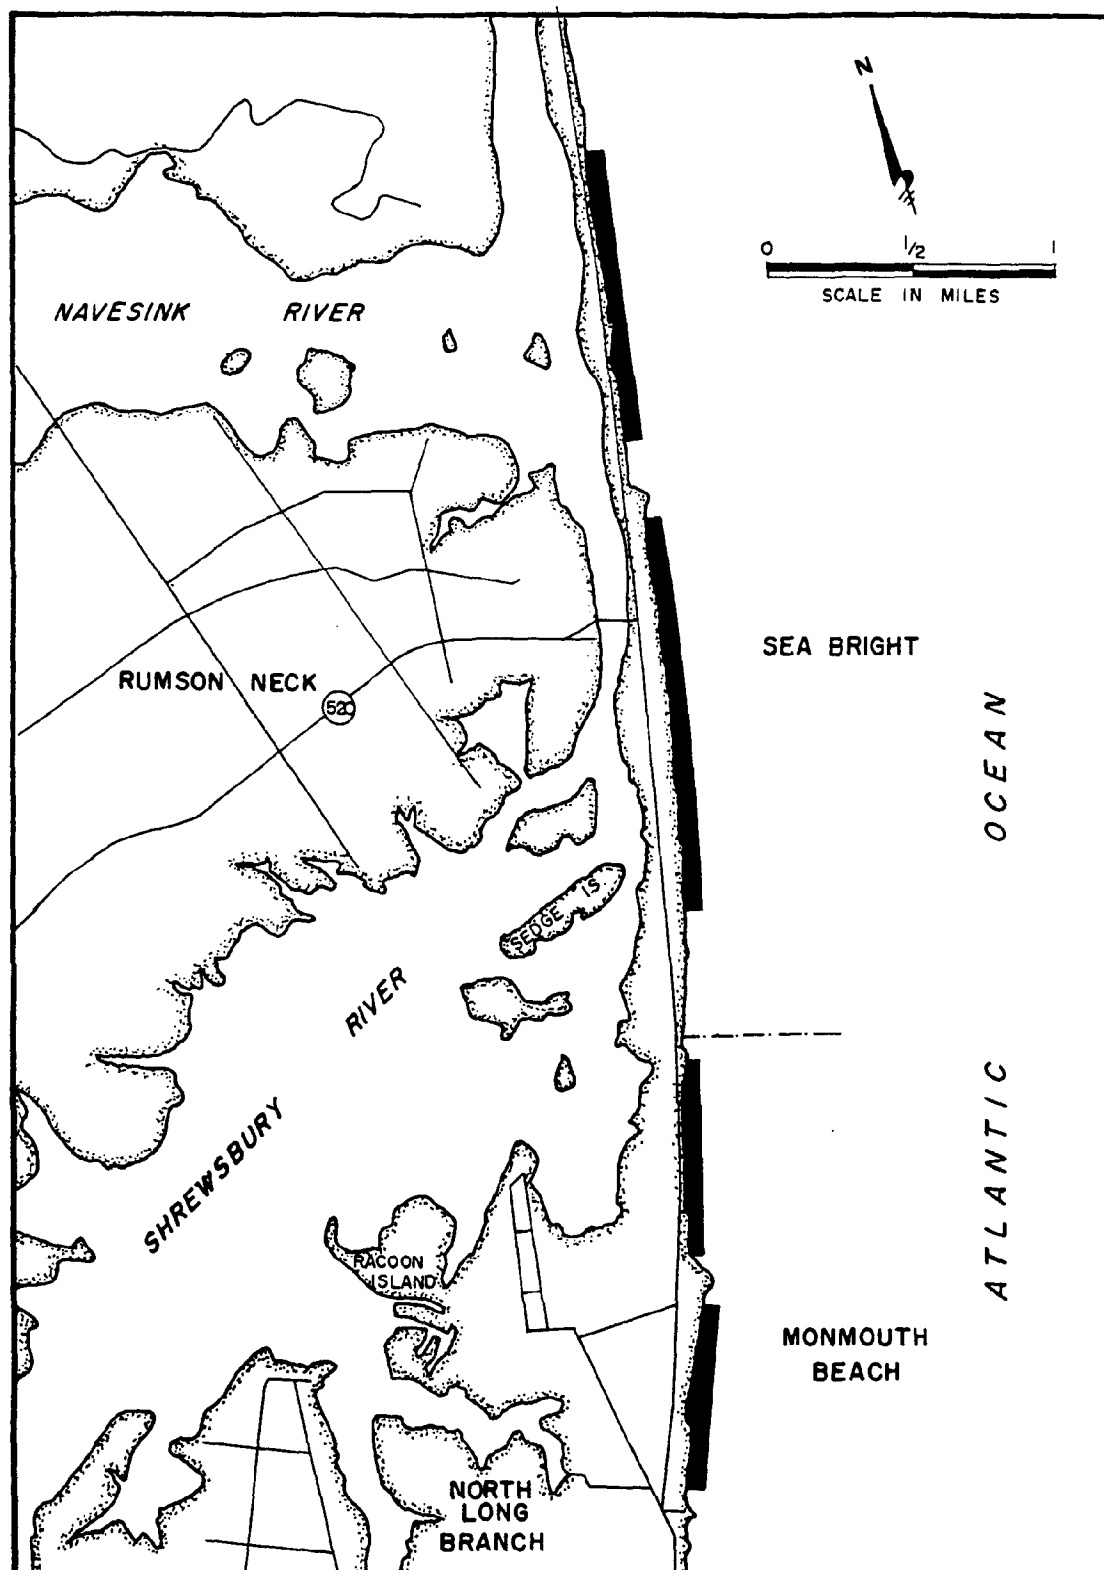 N
0 1/2 1
SCALE IN MILES
NAVESINK RIVER
SEA BRIGHT
RUMSON NECK
520
OCEAN
SEDGE IS
RIVER
ATLANTIC
SHREWSBURY
RACOON
ISLAND
MONMOUTH
BEACH
NORTH
LONG
BRANCH